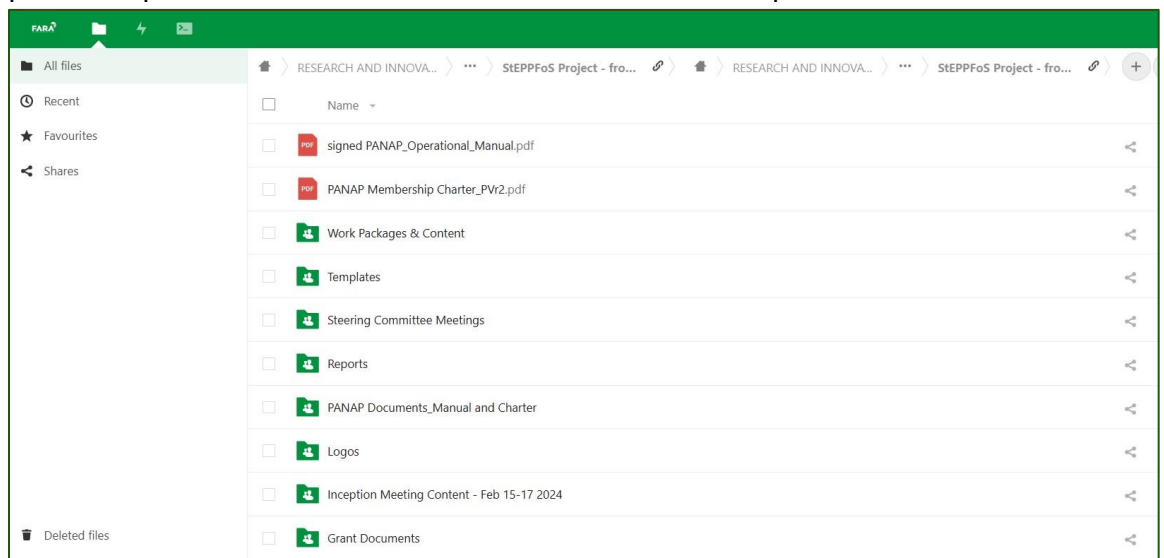 FARA
All files
RESEARCH AND INNOVA... ••• StEPPFoS Project - fro... RESEARCH AND INNOVA... ••• StEPPFoS Project - fro... +
Recent
Name
Favourites
signed PANAP_Operational_Manual.pdf
Shares
PANAP Membership Charter_PVr2.pdf
Work Packages & Content
Templates
Steering Committee Meetings
Reports
PANAP Documents_Manual and Charter
Logos
Inception Meeting Content - Feb 15-17 2024
Deleted files
Grant Documents